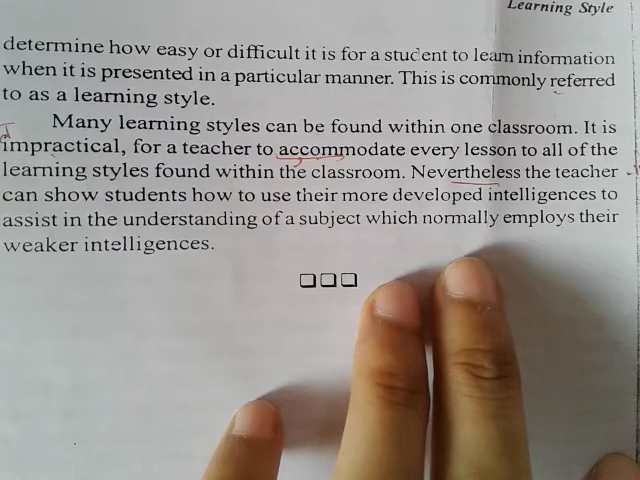 Learning Style
determine how easy or difficult it is for a student to learn information
when it is presented in a particular manner. This is commonly referred
to as a learning style.
Many learning styles can be found within one classroom. It is
impractical, for a teacher to accommodate every lesson to all of the
learning styles found within the classroom. Nevertheless the teacher
can show students how to use their more developed intelligences to
assist in the understanding of a subject which normally employs their
weaker intelligences.